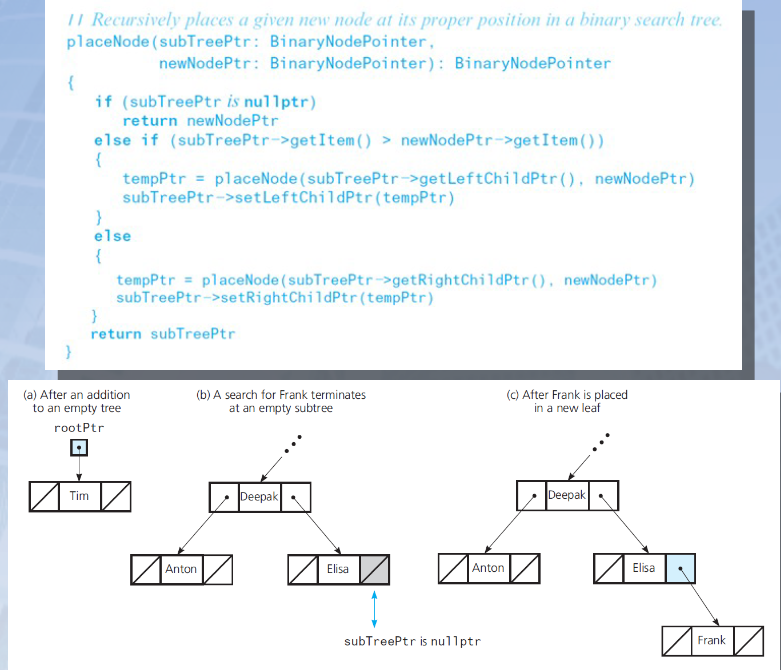 // Recursively places a given new node at its proper position in a binary search tree.
placeNode(subTreePtr: BinaryNodePointer,
newNodePtr: BinaryNodePointer): BinaryNodePointer
{
if (subTreePtr is nullptr)
return newNodePtr
else if (subTreePtr->getItem() > newNodePtr->getItem())
{
tempPtr = placeNode(subTreePtr->getLeftChildPtr(), newNodePtr)
subTreePtr->setLeftChildPtr(tempPtr)
}
else
{
tempPtr = placeNode(subTreePtr->getRightChildPtr(), newNodePtr)
subTreePtr->setRightChildPtr(tempPtr)
}
return subTreePtr
}
(a) After an addition
to an empty tree
rootPtr
Tim
(b) A search for Frank terminates
at an empty subtree
Deepak
Anton
Elisa
subTreePtr is nullptr
(c) After Frank is placed
in a new leaf
Deepak
Anton
Elisa
Frank